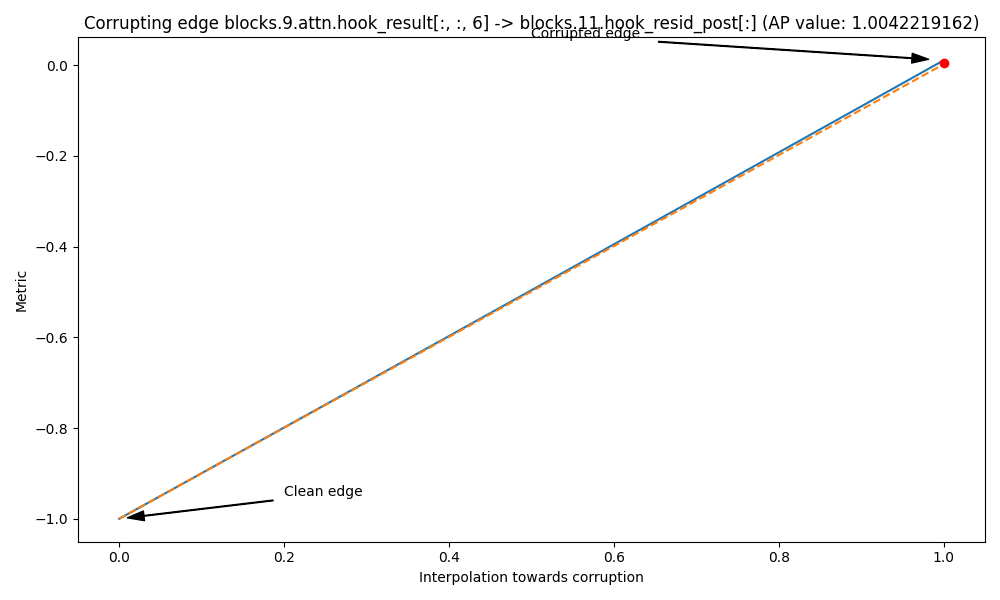 Corrupting edge blocks.9.attn.hook_result[:, :, 6] -> blocks.11.hook_resid_post[:] (AP value: 1.0042219162)
Corrupted edge
0.0
−0.2
−0.4
−0.6
−0.8
−1.0
Metric
Clean edge
0.0 0.2 0.4 0.6 0.8 1.0
Interpolation towards corruption